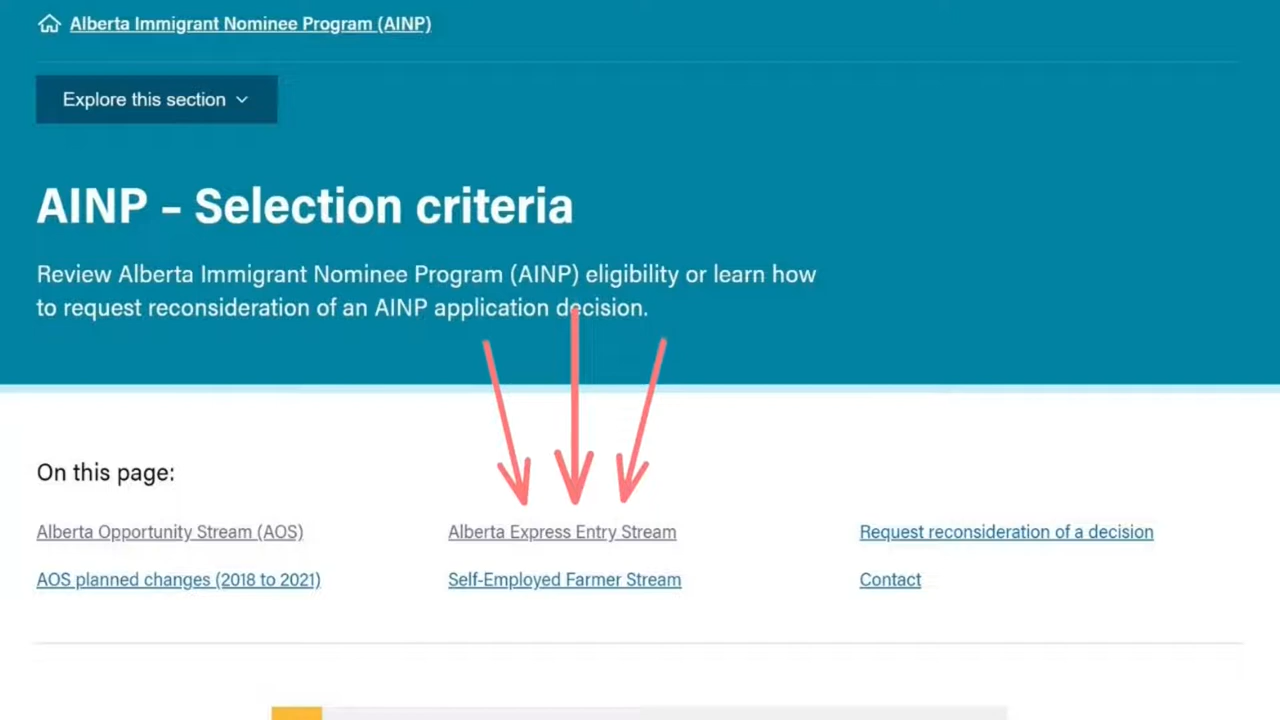 Alberta Immigrant Nominee Program (AINP)
Explore this section
AINP – Selection criteria
Review Alberta Immigrant Nominee Program (AINP) eligibility or learn how
to request reconsideration of an AINP application decision.
On this page:
Alberta Opportunity Stream (AOS)
Alberta Express Entry Stream
Request reconsideration of a decision
AOS planned changes (2018 to 2021)
Self-Employed Farmer Stream
Contact